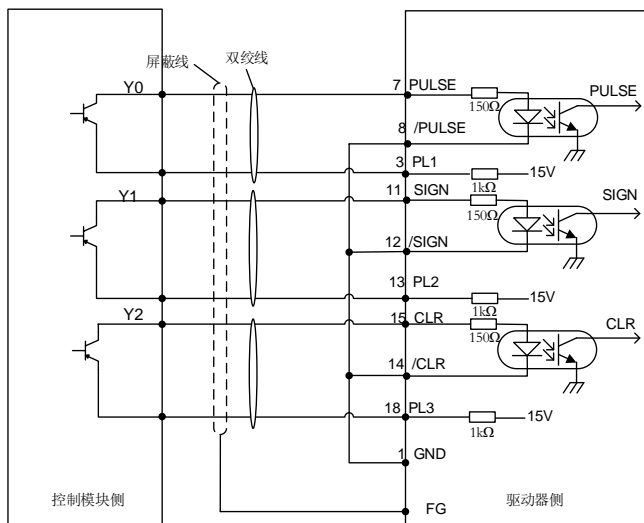 屏蔽线
双绞线
Y0
7 PULSE
150Ω
PULSE
8 /PULSE
3 PL1
1kΩ
15V
Y1
11 SIGN
150Ω
SIGN
12 /SIGN
13 PL2
1kΩ
15V
Y2
15 CLR
150Ω
CLR
14 /CLR
18 PL3
1kΩ
15V
1 GND
FG
控制模块侧
驱动器侧